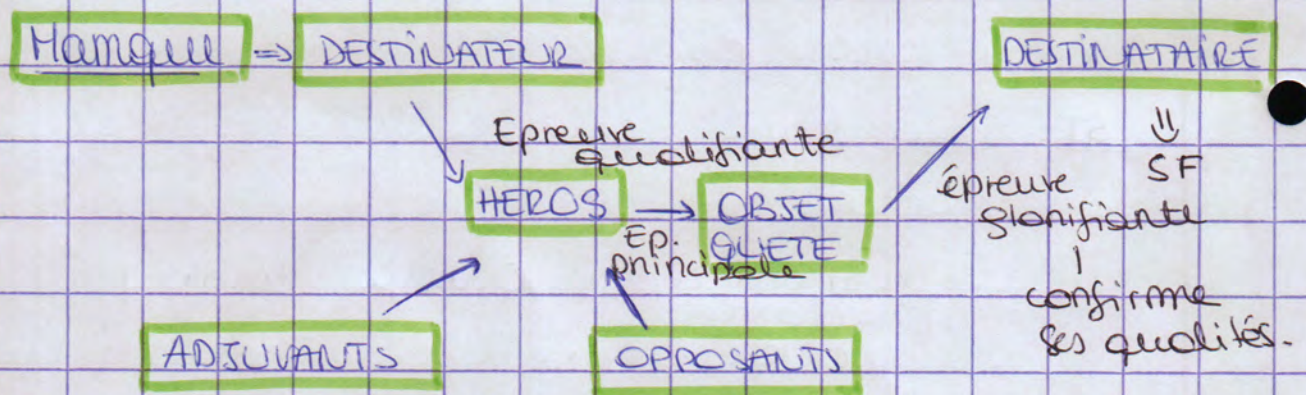 Manque => DESTINATEUR
DESTINATAIRE
⇓
SF
Epreuve
qualifiante
HEROS → OBJET
QUETE
Ep.
principale
épreuve
glorifiante
|
confirme
ses qualités.
ADJUVANTS
OPPOSANTS